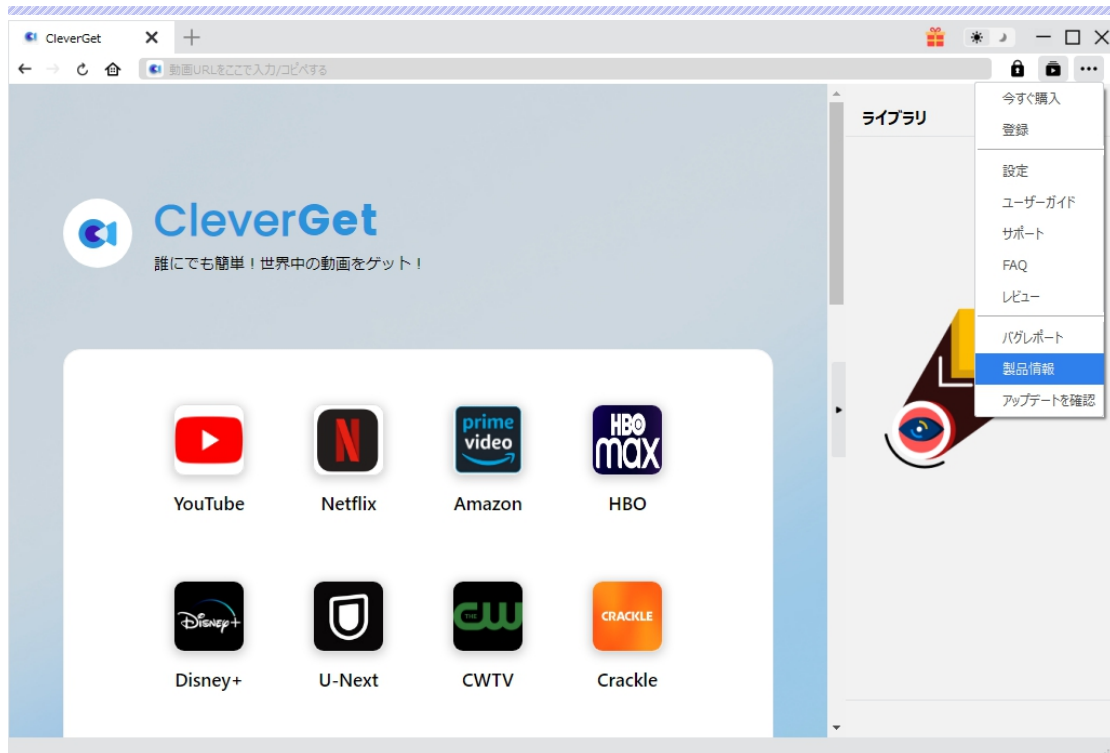 CleverGet
動画URLをここで入力/コピペする
今すぐ購入
登録
設定
ユーザーガイド
サポート
FAQ
レビュー
バグレポート
製品情報
アップデートを確認
ライブラリ
CleverGet
誰にでも簡単！世界中の動画をゲット！
prime
video
HBO
max
YouTube
Netflix
Amazon
HBO
Disney+
THE
CW
CRACKLE
Disney+
U-Next
CWTV
Crackle